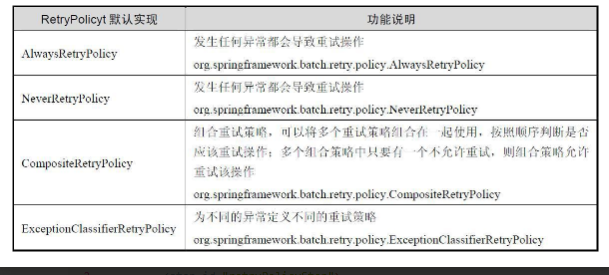 RetryPolicyt 默认实现
功能说明
AlwaysRetryPolicy
发生任何异常都会导致重试操作
org.springframework.batch.retry.policy.AlwaysRetryPolicy
NeverRetryPolicy
发生任何异常都会导致重试操作
org.springframework.batch.retry.policy.NeverRetryPolicy
CompositeRetryPolicy
组合重试策略，可以将多个重试策略组合在一起使用，按照顺序判断是否
应该重试操作；多个组合策略中只要有一个不允许重试，则组合策略允许
重试该操作
org.springframework.batch.retry.policy.CompositeRetryPolicy
ExceptionClassifierRetryPolicy
为不同的异常定义不同的重试策略
org.springframework.batch.retry.policy.ExceptionClassifierRetryPolicy